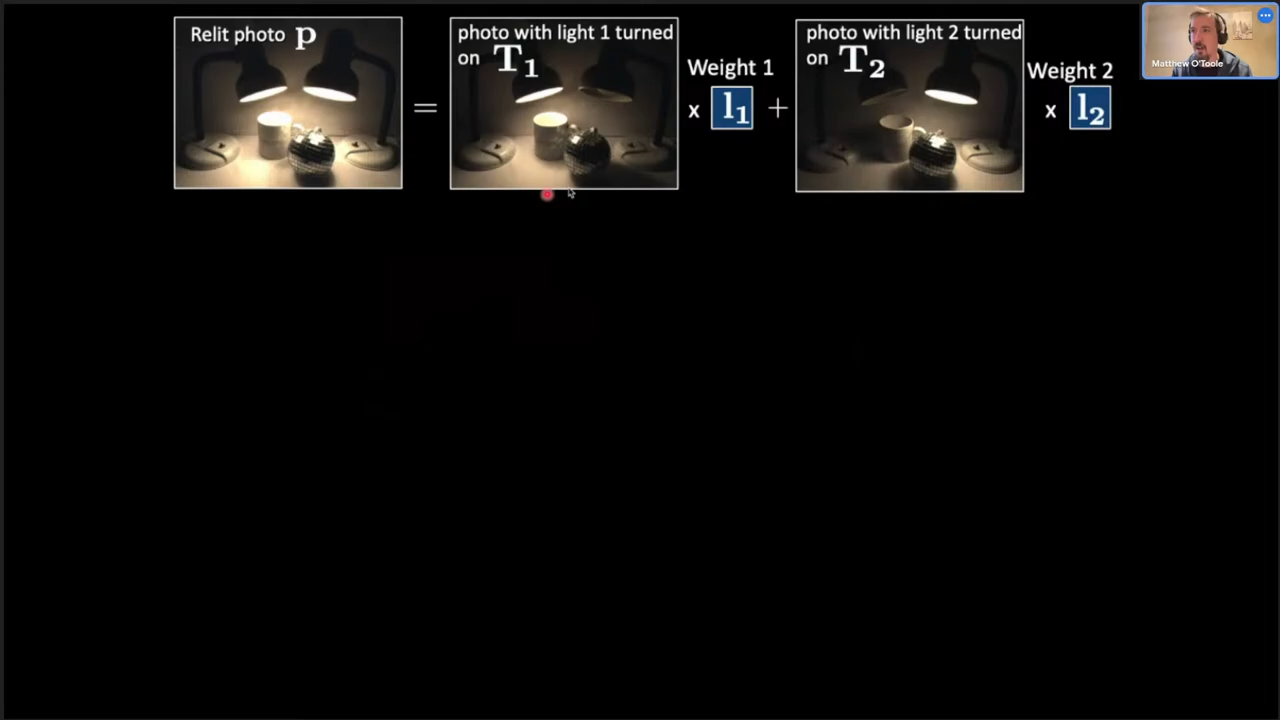 Relit photo p
=
photo with light 1 turned
on T₁
Weight 1
x l₁
+
photo with light 2 turned
on T₂
Weight 2
x l₂
Matthew O'Toole